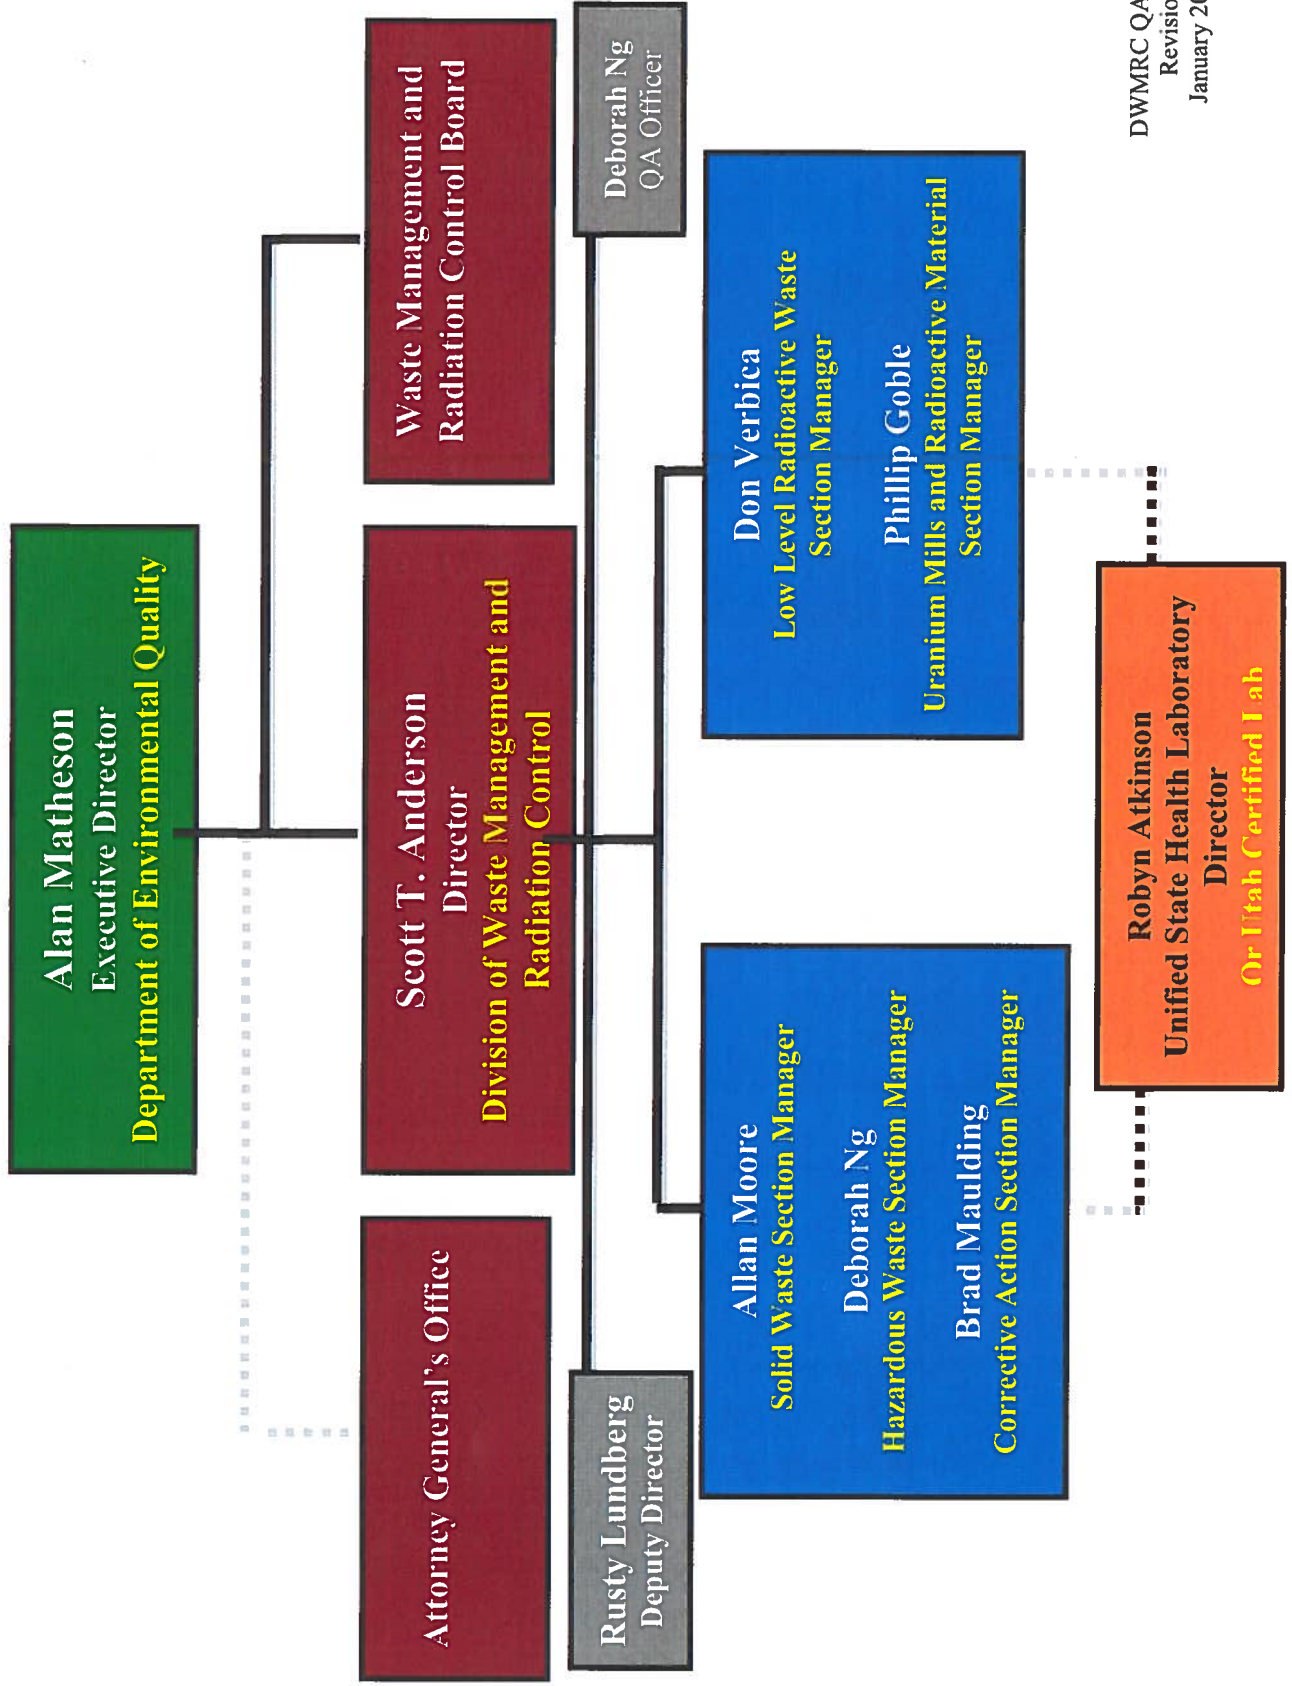 Alan Matheson
Executive Director
Department of Environmental Quality
Attorney General's Office
Scott T. Anderson
Director
Division of Waste Management and
Radiation Control
Waste Management and
Radiation Control Board
Rusty Lundberg
Deputy Director
Deborah Ng
QA Officer
Allan Moore
Solid Waste Section Manager
Deborah Ng
Hazardous Waste Section Manager
Brad Maulding
Corrective Action Section Manager
Don Verbica
Low Level Radioactive Waste
Section Manager
Phillip Goble
Uranium Mills and Radioactive Material
Section Manager
Robyn Atkinson
Unified State Health Laboratory
Director
Or Utah Certified Lab
DWMRC QA
Revisio
January 20